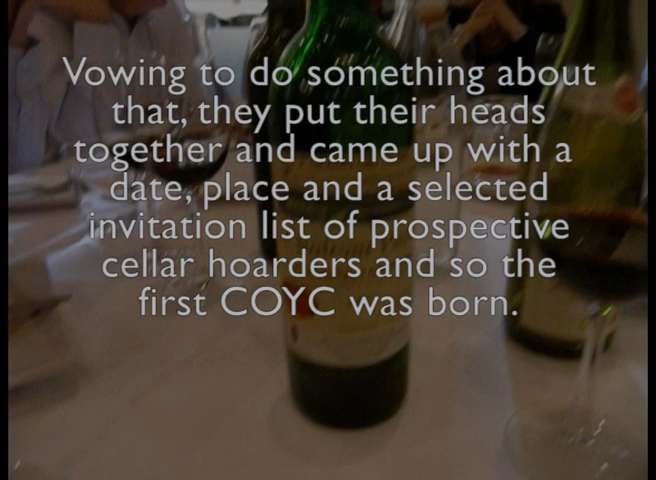 Vowing to do something about
that, they put their heads
together and came up with a
date, place and a selected
invitation list of prospective
cellar hoarders and so the
first COYC was born.